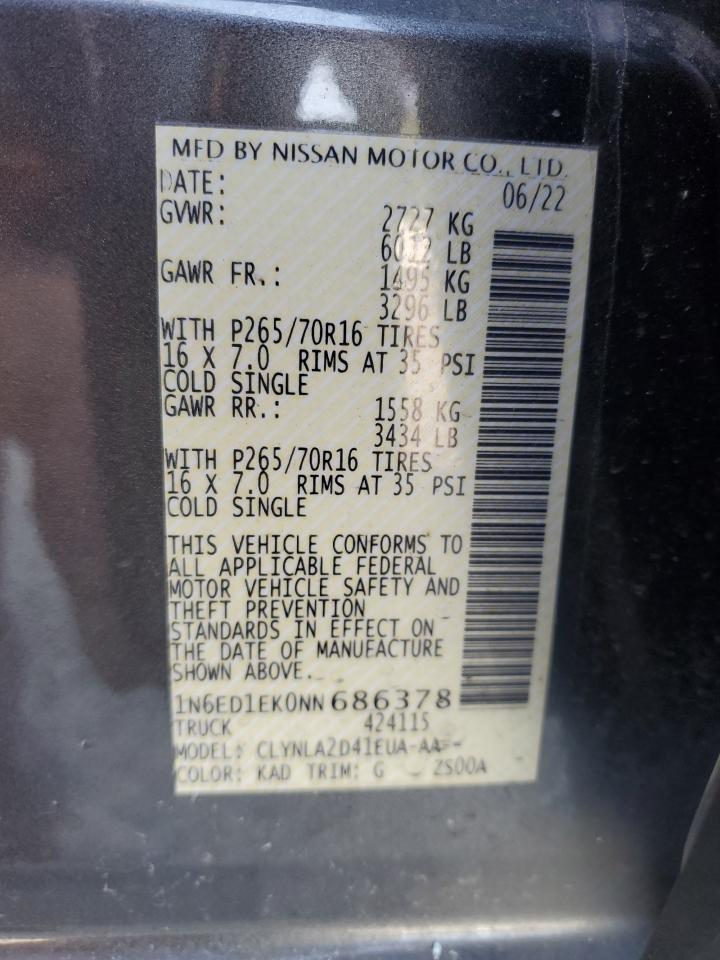 MFD BY NISSAN MOTOR CO., LTD.
DATE: 06/22
GVWR: 2727 KG
6012 LB
GAWR FR.: 1495 KG
3296 LB
WITH P265/70R16 TIRES
16 X 7.0 RIMS AT 35 PSI
COLD SINGLE
GAWR RR.: 1558 KG
3434 LB
WITH P265/70R16 TIRES
16 X 7.0 RIMS AT 35 PSI
COLD SINGLE
THIS VEHICLE CONFORMS TO
ALL APPLICABLE FEDERAL
MOTOR VEHICLE SAFETY AND
THEFT PREVENTION
STANDARDS IN EFFECT ON
THE DATE OF MANUFACTURE
SHOWN ABOVE.
1N6ED1EK0NN686378
TRUCK 424115
MODEL: CLYNLA2D41EUA-AA--
COLOR: KAD TRIM: G ZS00A